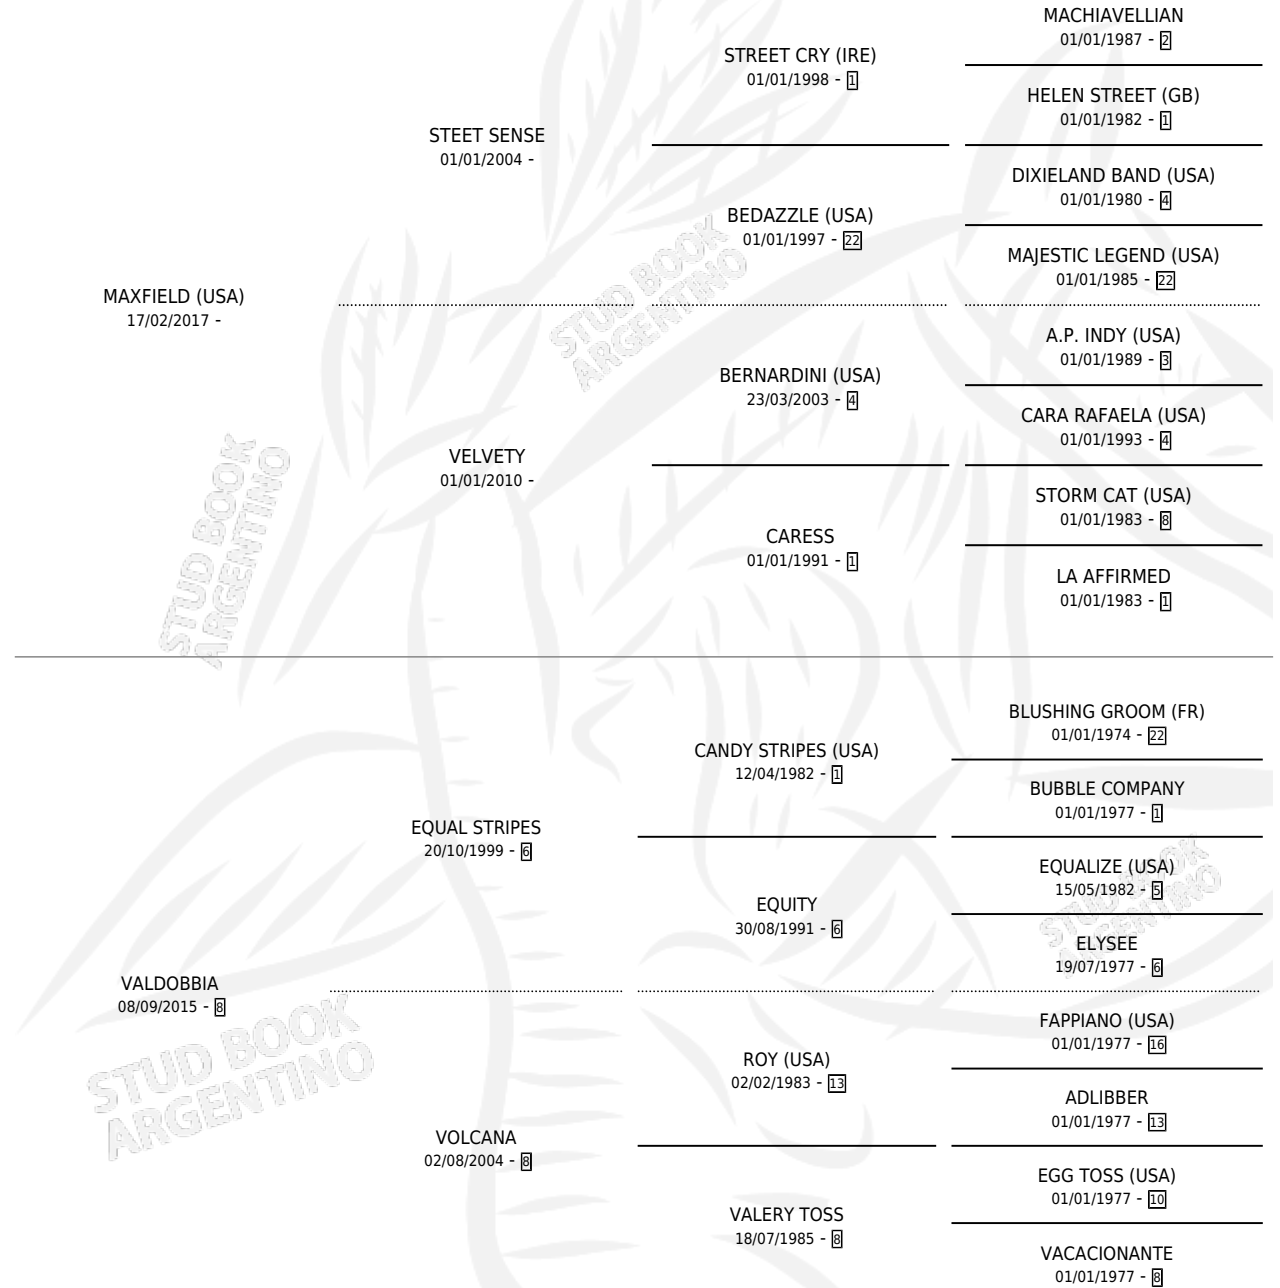 MACHIAVELLIAN
01/01/1987 - 2
STREET CRY (IRE)
01/01/1998 - 1
HELEN STREET (GB)
01/01/1982 - 1
STEET SENSE
01/01/2004 -
DIXIELAND BAND (USA)
01/01/1980 - 4
BEDAZZLE (USA)
01/01/1997 - 22
MAJESTIC LEGEND (USA)
01/01/1985 - 22
MAXFIELD (USA)
17/02/2017 -
STUD BOOK
ARGENTINO
A.P. INDY (USA)
01/01/1989 - 3
BERNARDINI (USA)
23/03/2003 - 4
CARA RAFAELA (USA)
01/01/1993 - 4
VELVETY
01/01/2010 -
STORM CAT (USA)
01/01/1983 - 8
CARESS
01/01/1991 - 1
LA AFFIRMED
01/01/1983 - 1
STUD BOOK
ARGENTINO
BLUSHING GROOM (FR)
01/01/1974 - 22
CANDY STRIPES (USA)
12/04/1982 - 1
BUBBLE COMPANY
01/01/1977 - 1
EQUAL STRIPES
20/10/1999 - 6
EQUALIZE (USA)
15/05/1982 - 5
EQUITY
30/08/1991 - 6
ELYSEE
19/07/1977 - 6
STUD BOOK
ARGENTINO
VALDOBBIA
08/09/2015 - 8
FAPPIANO (USA)
01/01/1977 - 16
ROY (USA)
02/02/1983 - 13
ADLIBBER
01/01/1977 - 13
STUD BOOK
ARGENTINO
VOLCANA
02/08/2004 - 8
EGG TOSS (USA)
01/01/1977 - 10
VALERY TOSS
18/07/1985 - 8
VACACIONANTE
01/01/1977 - 8